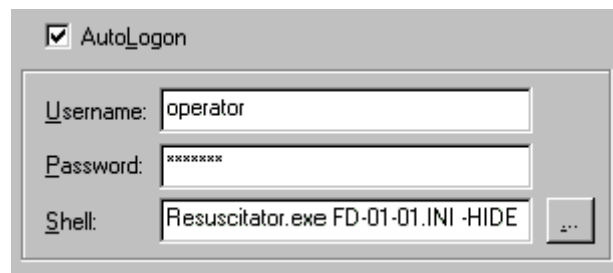 AutoLogon
Username: operator
Password: *******
Shell: Resuscitator.exe FD-01-01.INI -HIDE ...